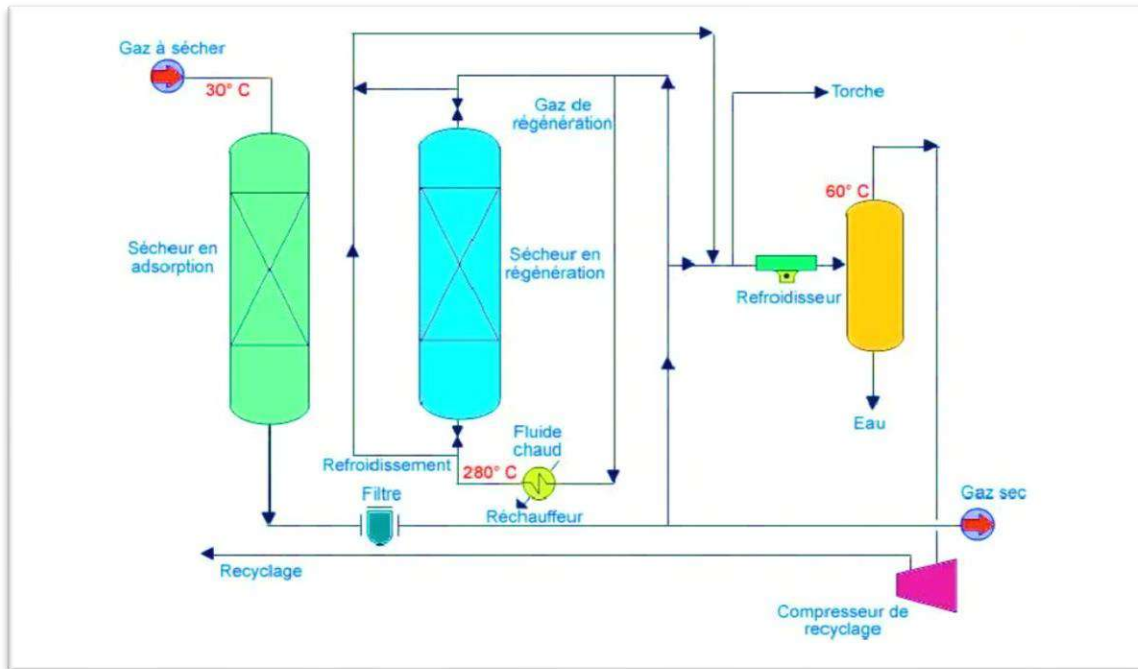 Gaz à sécher
30° C
Torche
Gaz de
régénération
60° C
Sécheur en
adsorption
Sécheur en
régénération
Refroidisseur
Eau
Fluide
chaud
Refroidissement
280° C
Filtre
Réchauffeur
Gaz sec
Recyclage
Compresseur de
recyclage